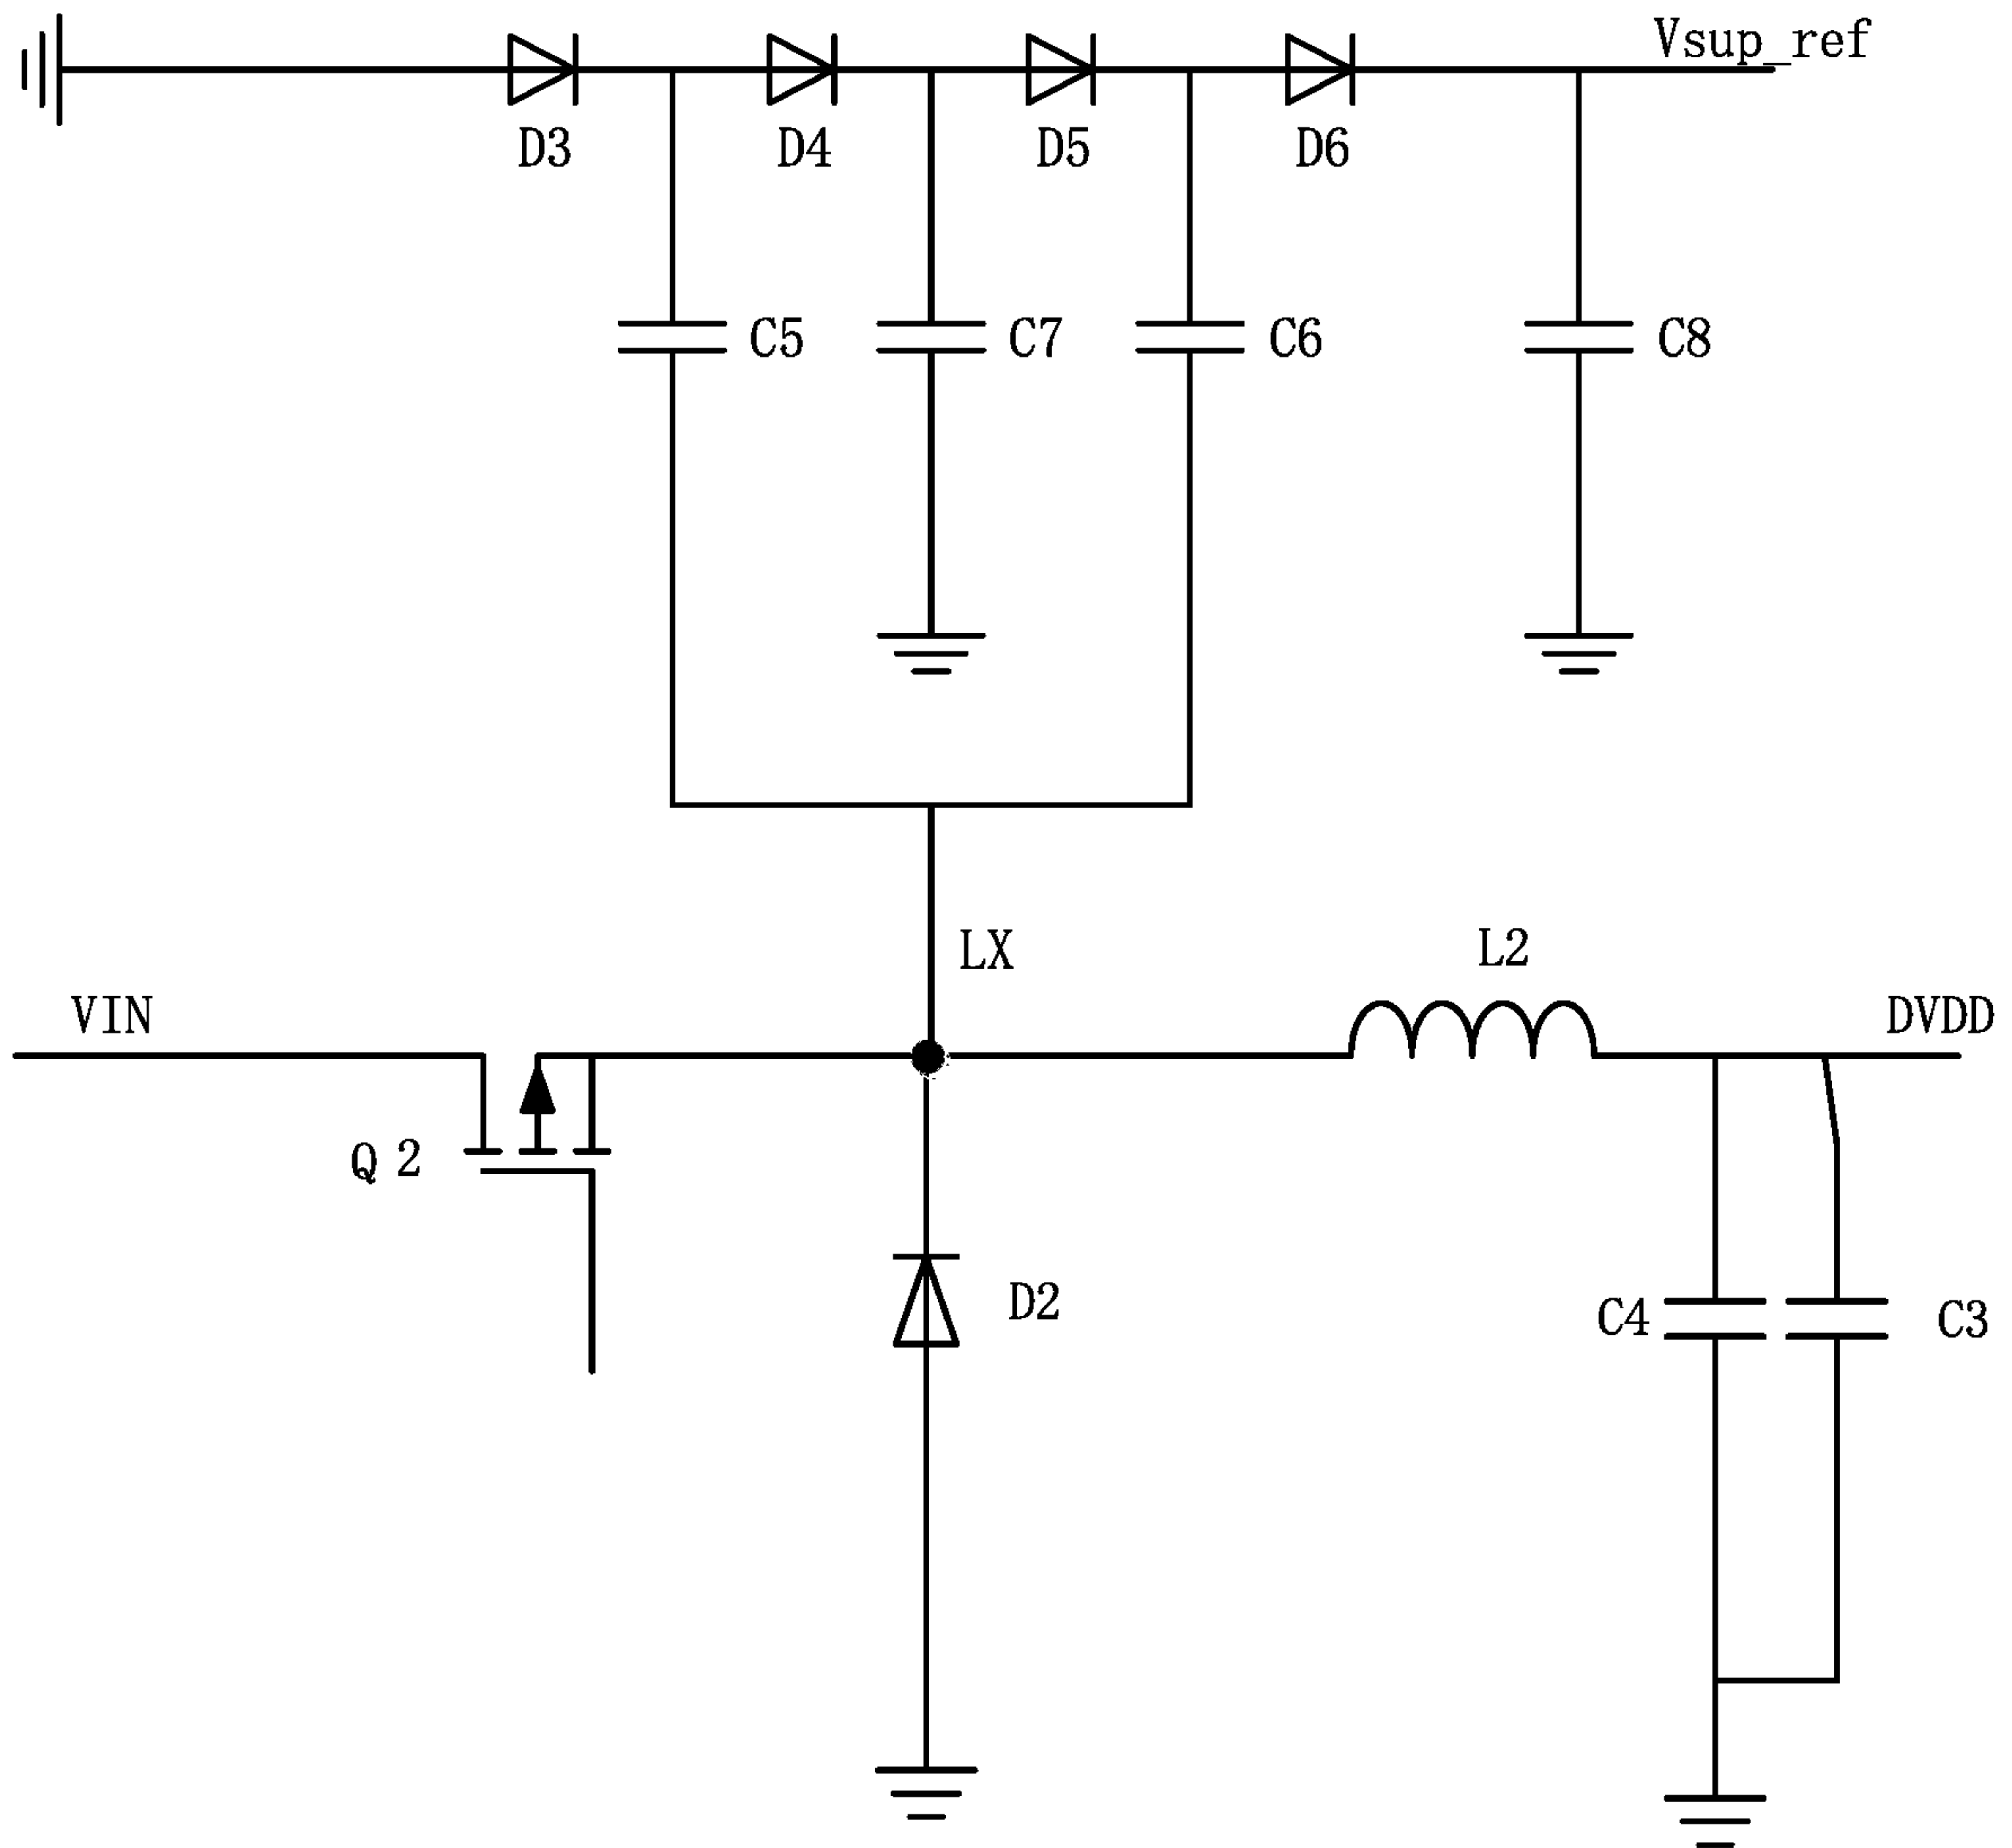 Vsup_ref
D3 D4 D5 D6
C5 C7 C6 C8
LX
L2
VIN
DVDD
Q 2
D2
C4
C3